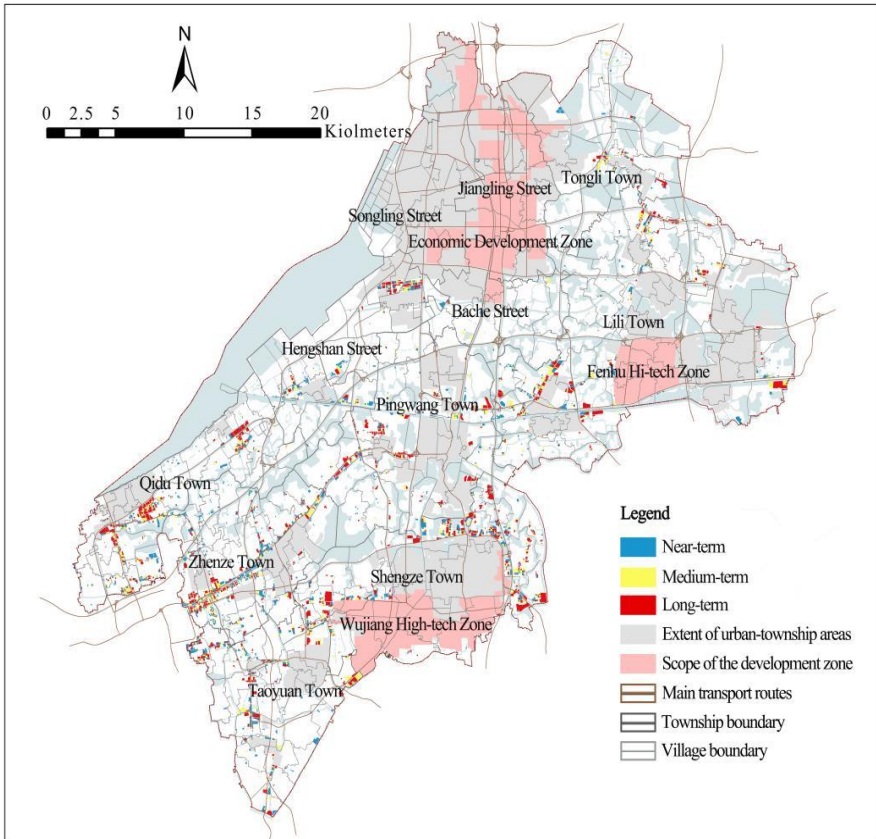 N
0 2.5 5 10 15 20
Kiolmeters
Jiangling Street
Tongli Town
Songling Street
Economic Development Zone
Bache Street
Lili Town
Hengshan Street
Fenhu Hi-tech Zone
Pingwang Town
Qidu Town
Zhenze Town
Shengze Town
Wujiang High-tech Zone
Taoyuan Town
Legend
Near-term
Medium-term
Long-term
Extent of urban-township areas
Scope of the development zone
Main transport routes
Township boundary
Village boundary